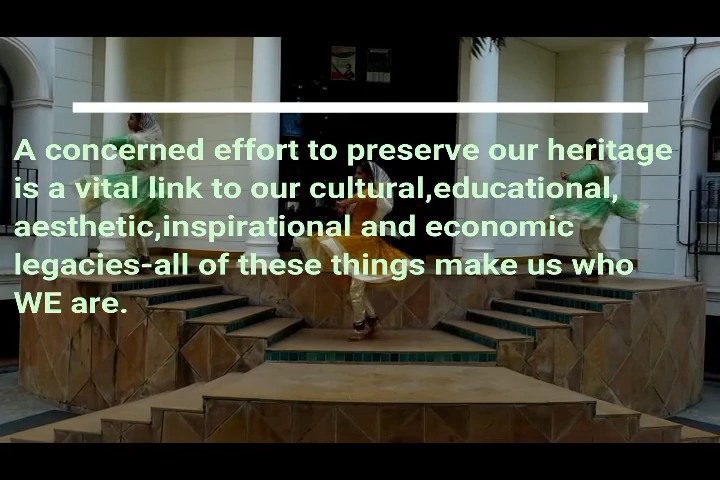 A concerned effort to preserve our heritage
is a vital link to our cultural,educational,
aesthetic,inspirational and economic
legacies-all of these things make us who
WE are.